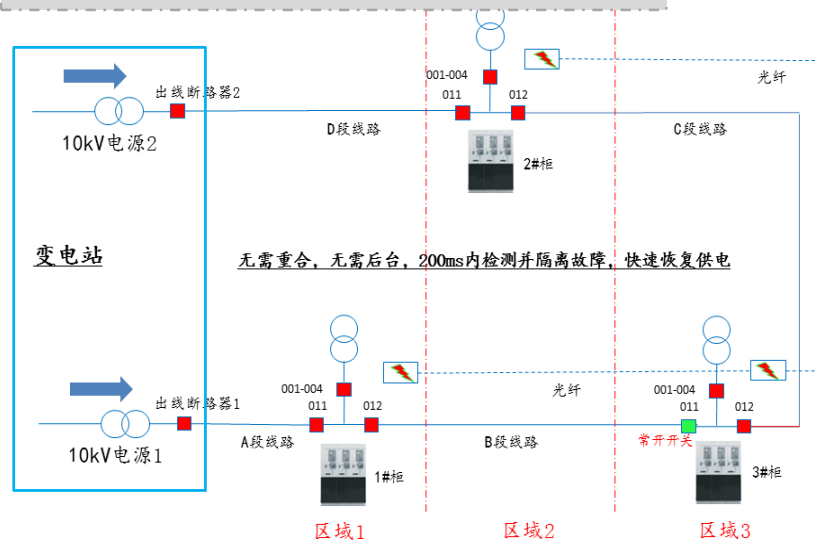 001-004
光纤
出线断路器2
011
012
10kV电源2
D段线路
C段线路
2#柜
变电站
无需重合，无需后台，200ms内检测并隔离故障，快速恢复供电
001-004
光纤
001-004
出线断路器1
011
012
011
012
10kV电源1
A段线路
B段线路
常开开关
1#柜
3#柜
区域1
区域2
区域3